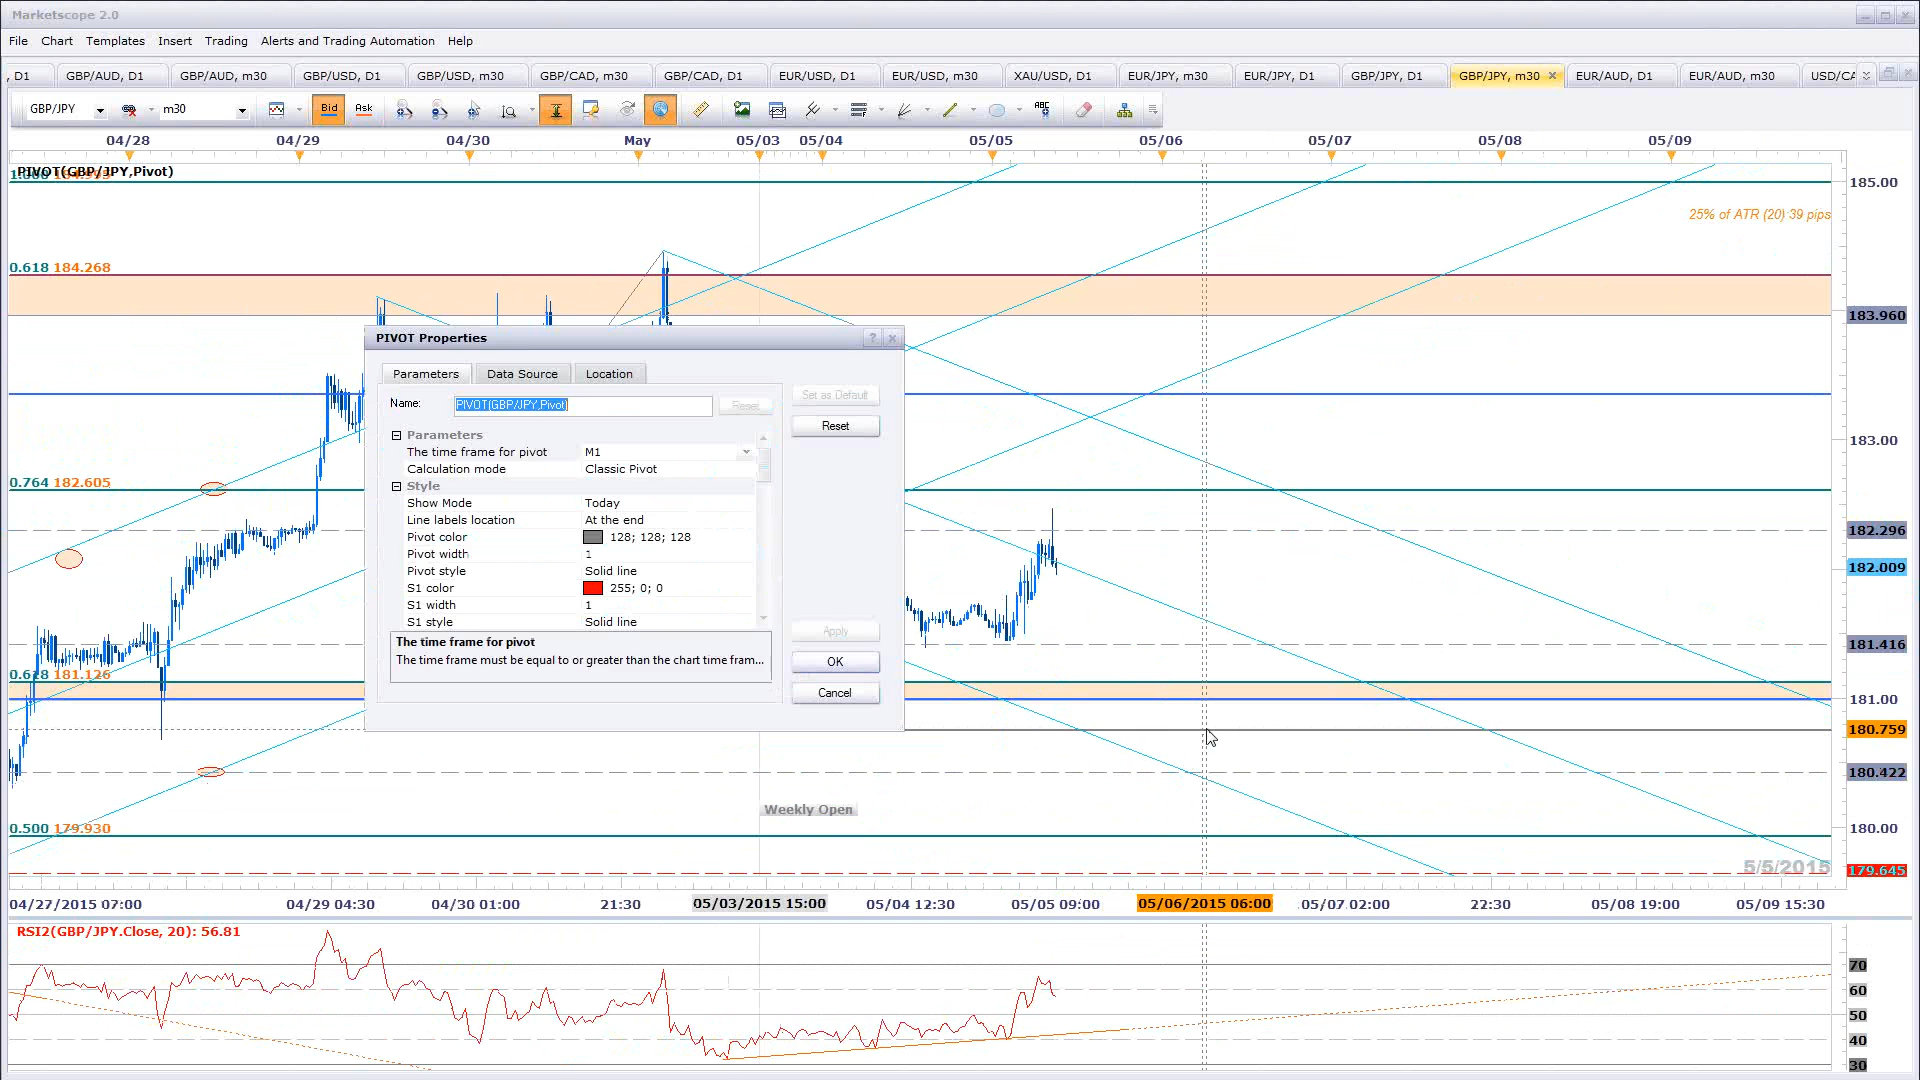 Marketscope 2.0
File Chart Templates Insert Trading Alerts and Trading Automation Help
, D1 GBP/AUD, D1 GBP/AUD, m30 GBP/USD, D1 GBP/USD, m30 GBP/CAD, m30 GBP/CAD, D1 EUR/USD, D1 EUR/USD, m30 XAU/USD, D1 EUR/JPY, m30 EUR/JPY, D1 GBP/JPY, D1 GBP/JPY, m30 EUR/AUD, D1 EUR/AUD, m30 USD/CA
GBP/JPY m30 Bid Ask ABC
04/28 04/29 04/30 May 05/03 05/04 05/05 05/06 05/07 05/08 05/09
PIVOT(GBP/JPY,Pivot)
185.00
25% of ATR (20) 39 pips
0.618 184.268
183.960
PIVOT Properties
Parameters Data Source Location
Name: PIVOT(GBP/JPY,Pivot) Reset
Set as Default
Reset
Parameters
The time frame for pivot M1
Calculation mode Classic Pivot
Style
Show Mode Today
Line labels location At the end
Pivot color 128; 128; 128
Pivot width 1
Pivot style Solid line
S1 color 255; 0; 0
S1 width 1
S1 style Solid line
The time frame for pivot
The time frame must be equal to or greater than the chart time fram...
Apply
OK
Cancel
183.00
0.764 182.605
182.296
182.009
181.416
0.618 181.126
181.00
180.759
180.422
Weekly Open
0.500 179.930
180.00
5/5/2015
179.645
04/27/2015 07:00 04/29 04:30 04/30 01:00 21:30 05/03/2015 15:00 05/04 12:30 05/05 09:00 05/06/2015 06:00 05/07 02:00 22:30 05/08 19:00 05/09 15:30
RSI2(GBP/JPY.Close, 20): 56.81
70
60
50
40
30